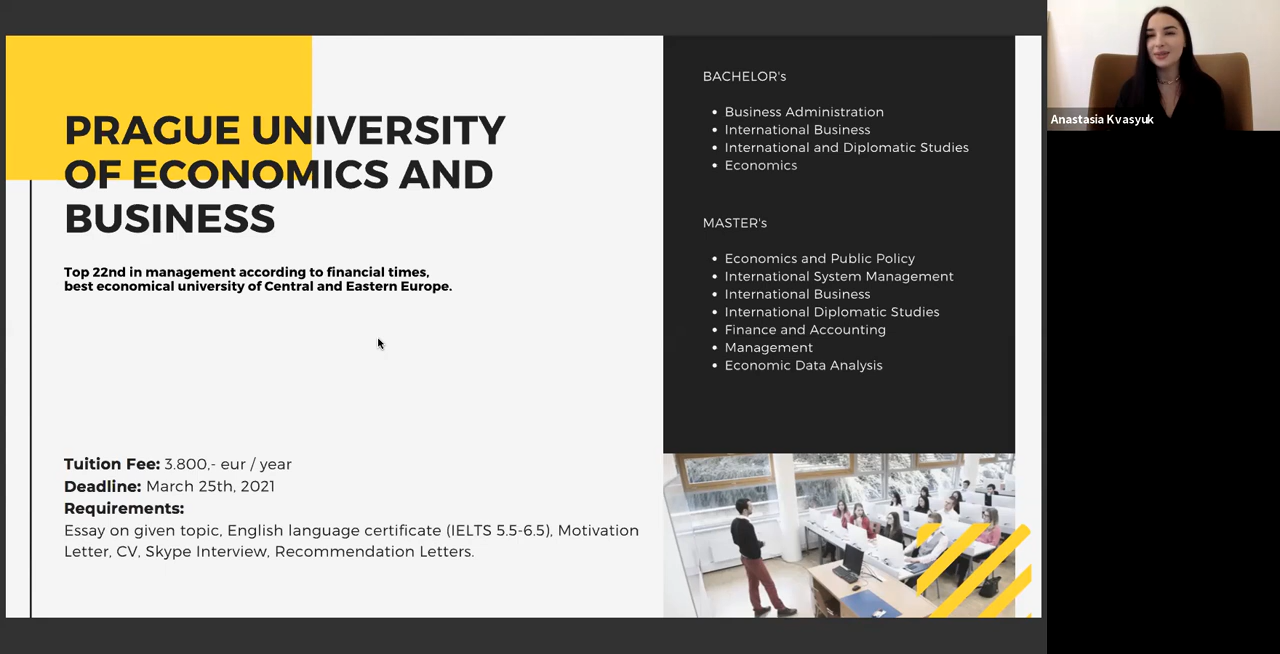 PRAGUE UNIVERSITY
OF ECONOMICS AND
BUSINESS
Top 22nd in management according to financial times,
best economical university of Central and Eastern Europe.
Tuition Fee: 3.800,- eur / year
Deadline: March 25th, 2021
Requirements:
Essay on given topic, English language certificate (IELTS 5.5-6.5), Motivation
Letter, CV, Skype Interview, Recommendation Letters.
BACHELOR's
Business Administration
International Business
International and Diplomatic Studies
Economics
MASTER's
Economics and Public Policy
International System Management
International Business
International Diplomatic Studies
Finance and Accounting
Management
Economic Data Analysis
Anastasia Kvasyuk